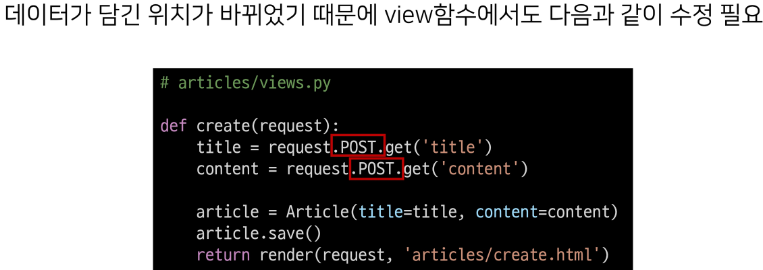 데이터가 담긴 위치가 바뀌었기 때문에 view함수에서도 다음과 같이 수정 필요
# articles/views.py
def create(request):
title = request.POST.get('title')
content = request.POST.get('content')
article = Article(title=title, content=content)
article.save()
return render(request, 'articles/create.html')